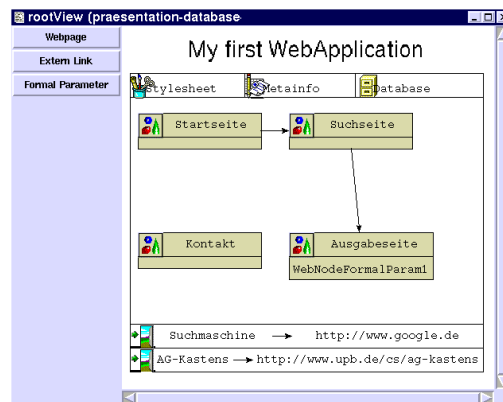 rootView (praesentation-database
Webpage
Extern Link
Formal Parameter
My first WebApplication
Stylesheet Metainfo Database
Startseite Suchseite
Kontakt Ausgabeseite
WebNodeFormalParam1
Suchmaschine http://www.google.de
AG-Kastens http://www.upb.de/cs/ag-kastens